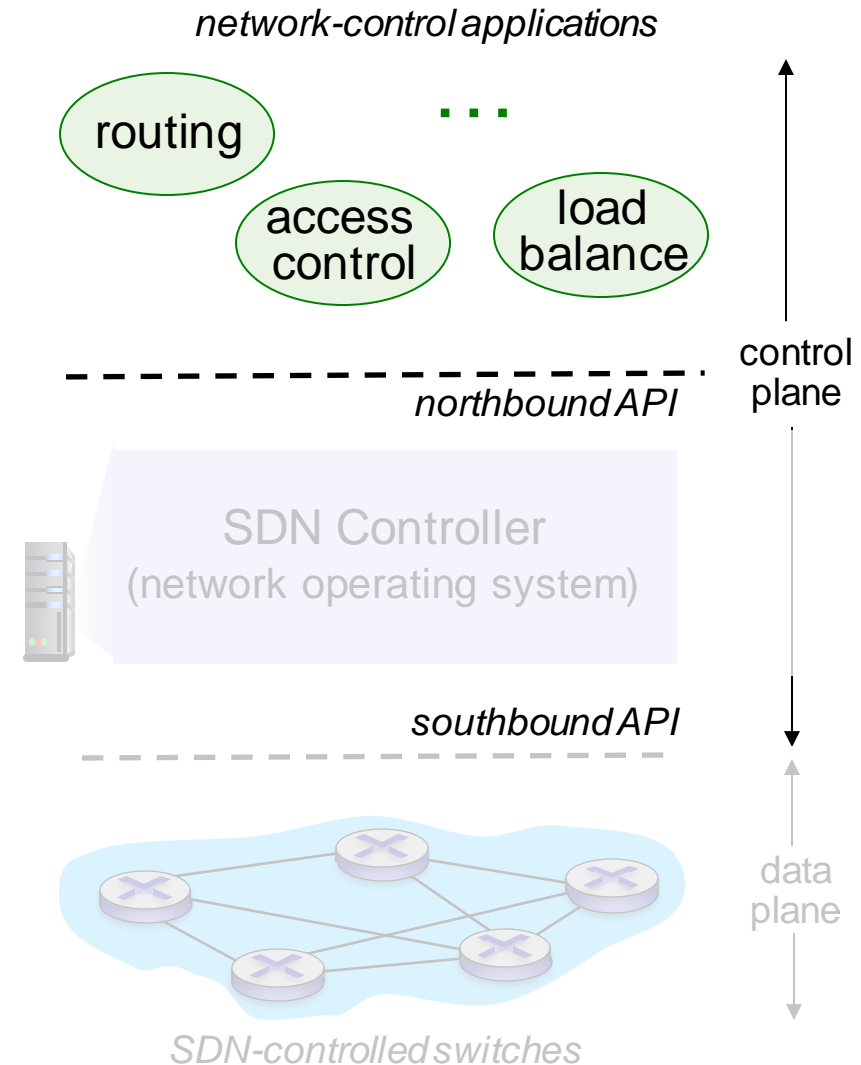 network-control applications
routing
. . .
access
control
load
balance
control
plane
northbound API
SDN Controller
(network operating system)
southbound API
data
plane
SDN-controlled switches